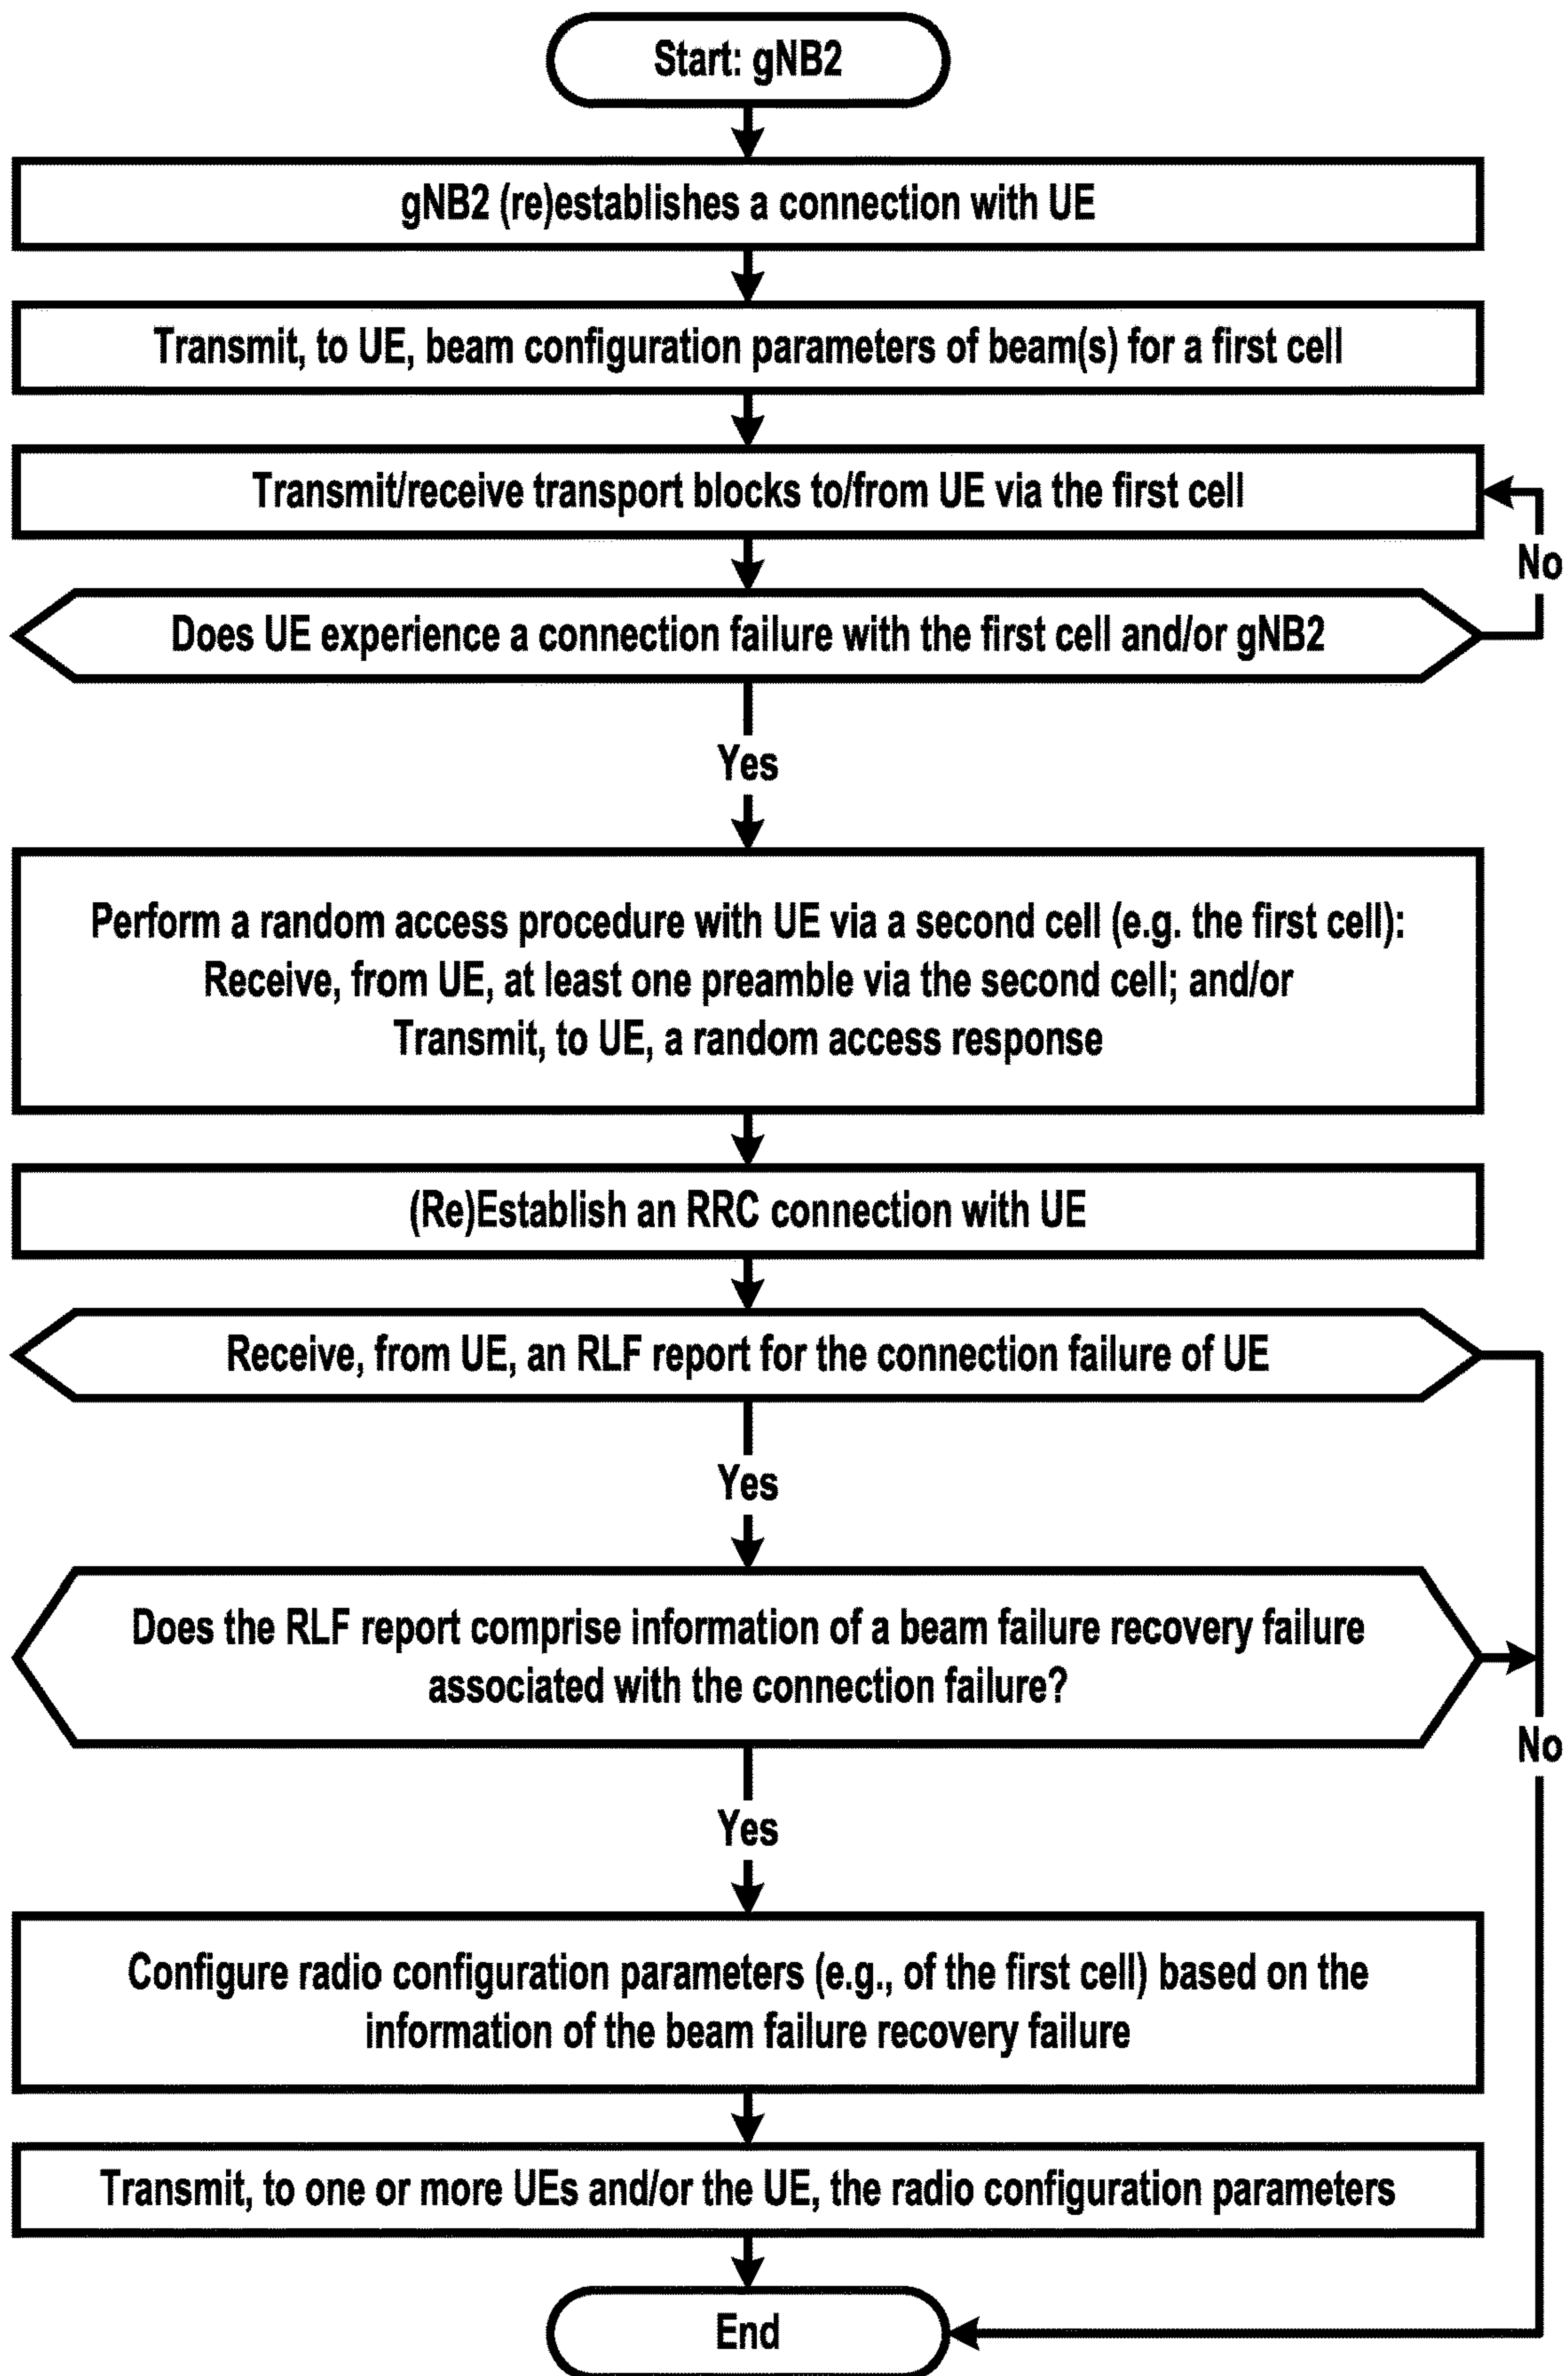 Start: gNB2
gNB2 (re)establishes a connection with UE
Transmit, to UE, beam configuration parameters of beam(s) for a first cell
Transmit/receive transport blocks to/from UE via the first cell
No
Does UE experience a connection failure with the first cell and/or gNB2
Yes
Perform a random access procedure with UE via a second cell (e.g. the first cell):
Receive, from UE, at least one preamble via the second cell; and/or
Transmit, to UE, a random access response
(Re)Establish an RRC connection with UE
Receive, from UE, an RLF report for the connection failure of UE
Yes
Does the RLF report comprise information of a beam failure recovery failure
associated with the connection failure?
No
Yes
Configure radio configuration parameters (e.g., of the first cell) based on the
information of the beam failure recovery failure
Transmit, to one or more UEs and/or the UE, the radio configuration parameters
End